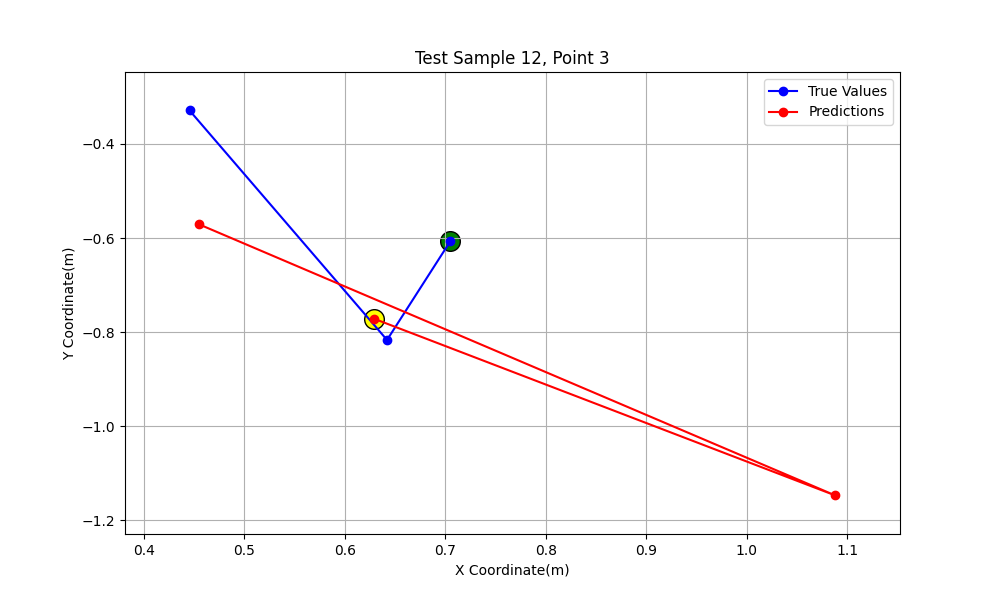 Test Sample 12, Point 3
True Values
Predictions
Y Coordinate(m)
−0.4
−0.6
−0.8
−1.0
−1.2
0.4 0.5 0.6 0.7 0.8 0.9 1.0 1.1
X Coordinate(m)